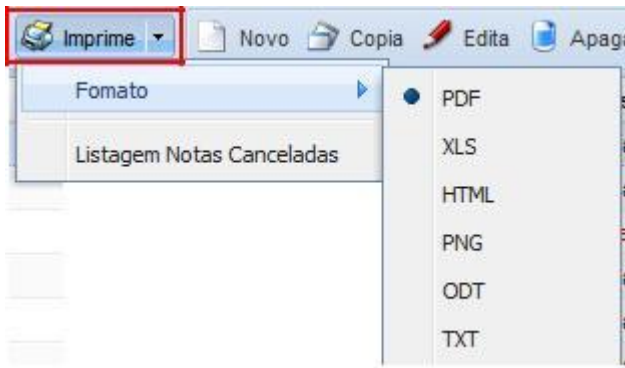 Imprime Novo Copia Edita Apaga
Fomato
Listagem Notas Canceladas
PDF
XLS
HTML
PNG
ODT
TXT